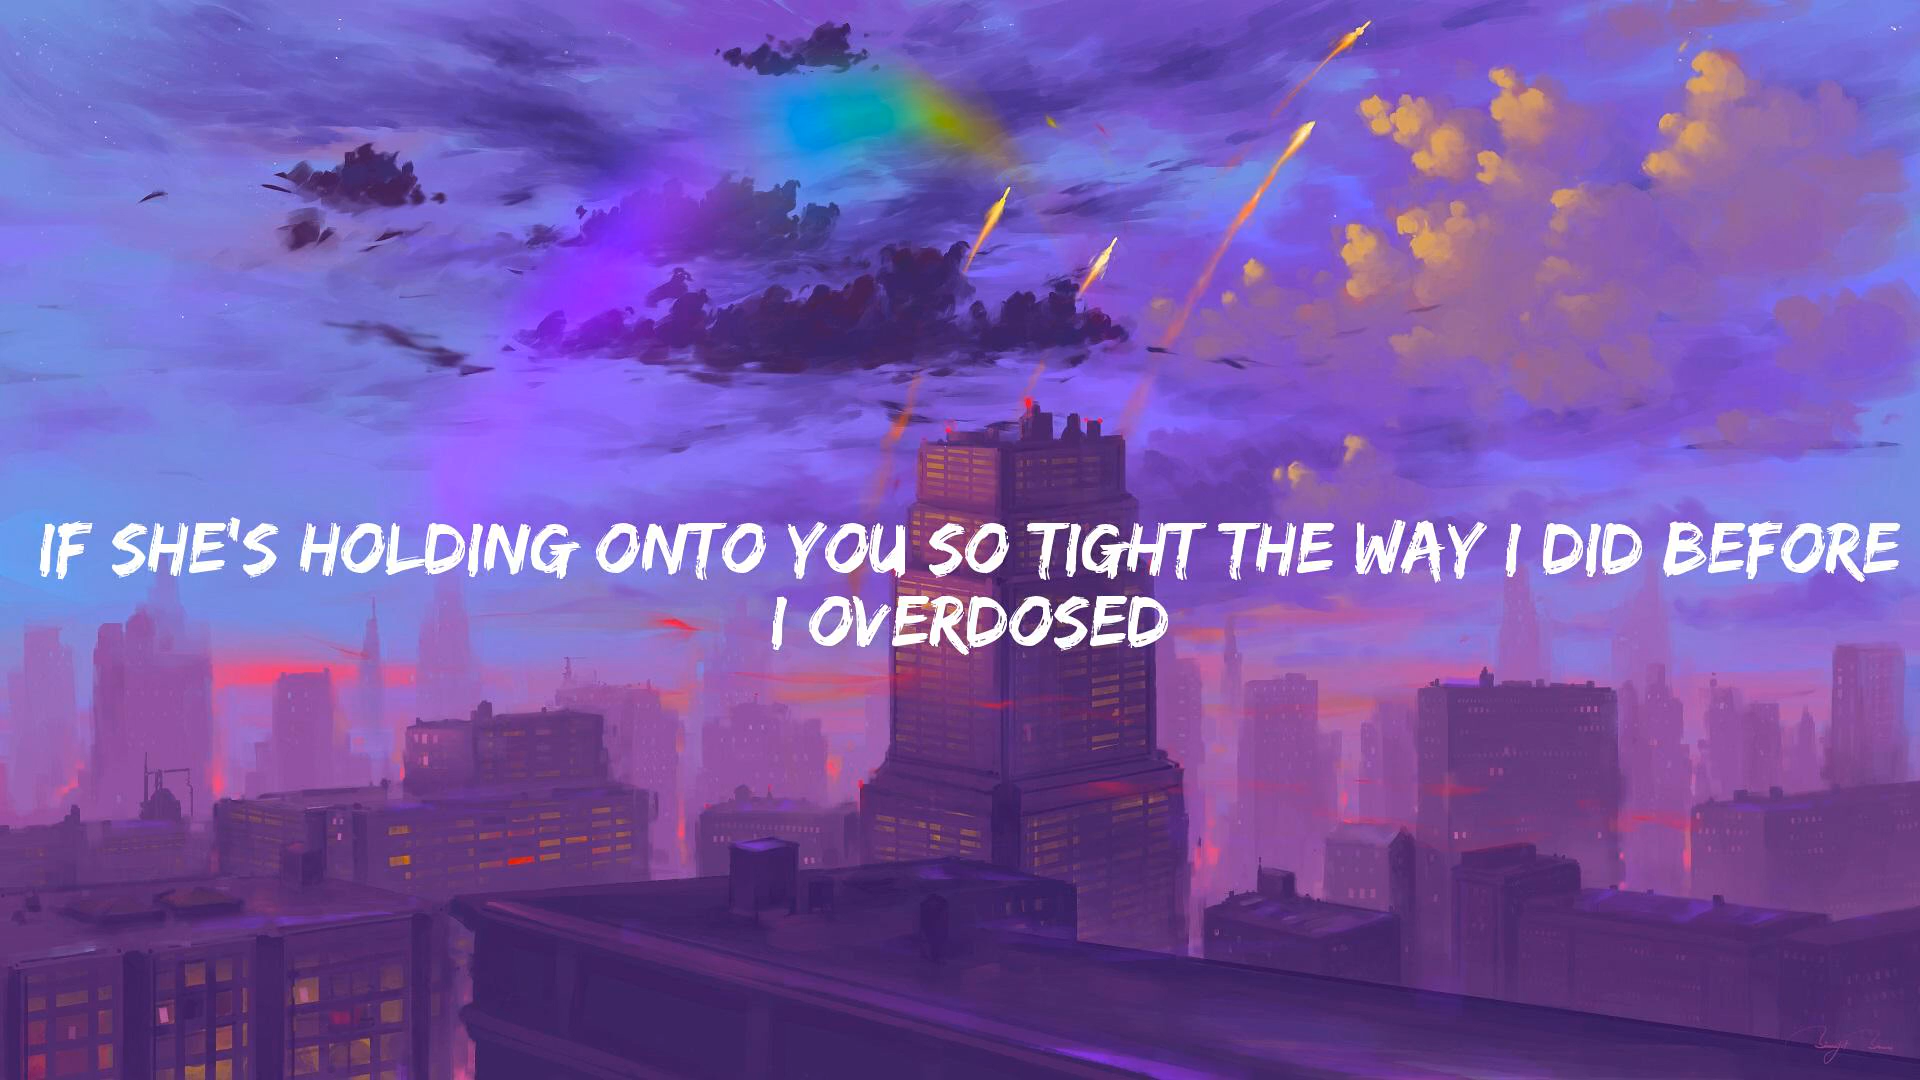 IF SHE'S HOLDING ONTO YOU SO TIGHT THE WAY I DID BEFORE
I OVERDOSED